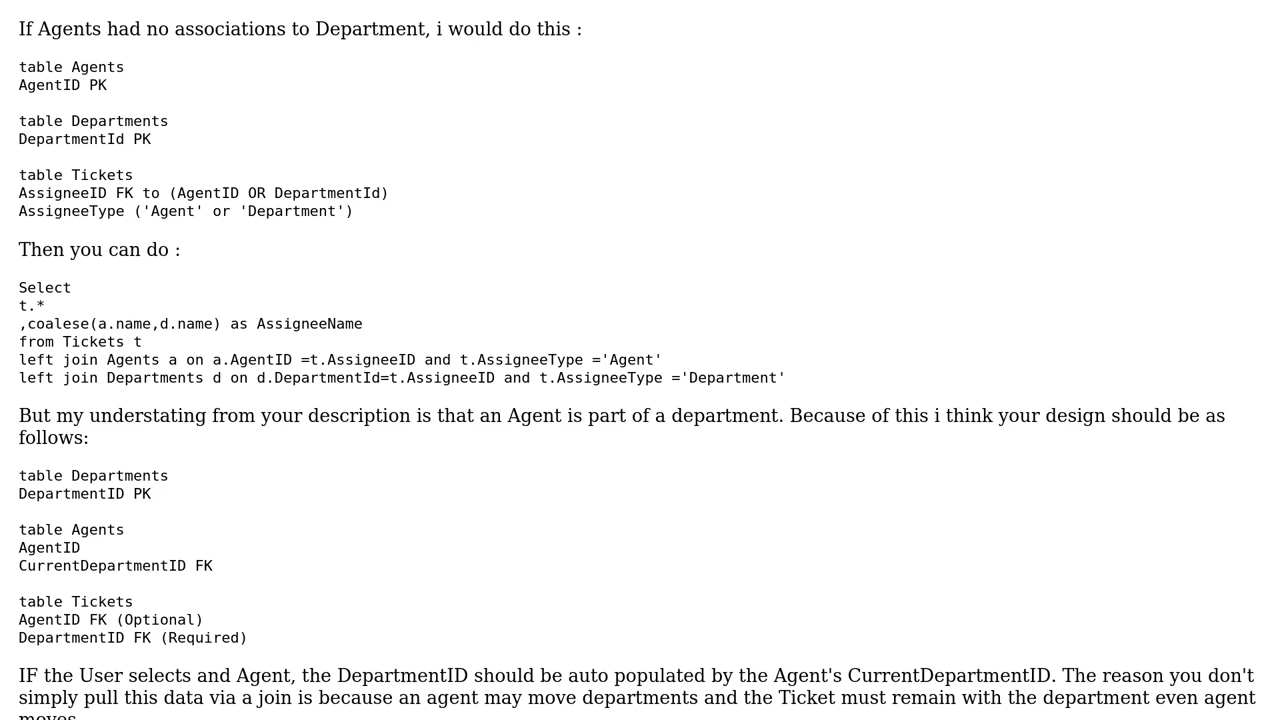 If Agents had no associations to Department, i would do this :
table Agents
AgentID PK
table Departments
DepartmentId PK
table Tickets
AssigneeID FK to (AgentID OR DepartmentId)
AssigneeType ('Agent' or 'Department')
Then you can do :
Select
t.*
,coalese(a.name,d.name) as AssigneeName
from Tickets t
left join Agents a on a.AgentID =t.AssigneeID and t.AssigneeType ='Agent'
left join Departments d on d.DepartmentId=t.AssigneeID and t.AssigneeType ='Department'
But my understating from your description is that an Agent is part of a department. Because of this i think your design should be as
follows:
table Departments
DepartmentID PK
table Agents
AgentID
CurrentDepartmentID FK
table Tickets
AgentID FK (Optional)
DepartmentID FK (Required)
IF the User selects and Agent, the DepartmentID should be auto populated by the Agent's CurrentDepartmentID. The reason you don't
simply pull this data via a join is because an agent may move departments and the Ticket must remain with the department even agent
moves.